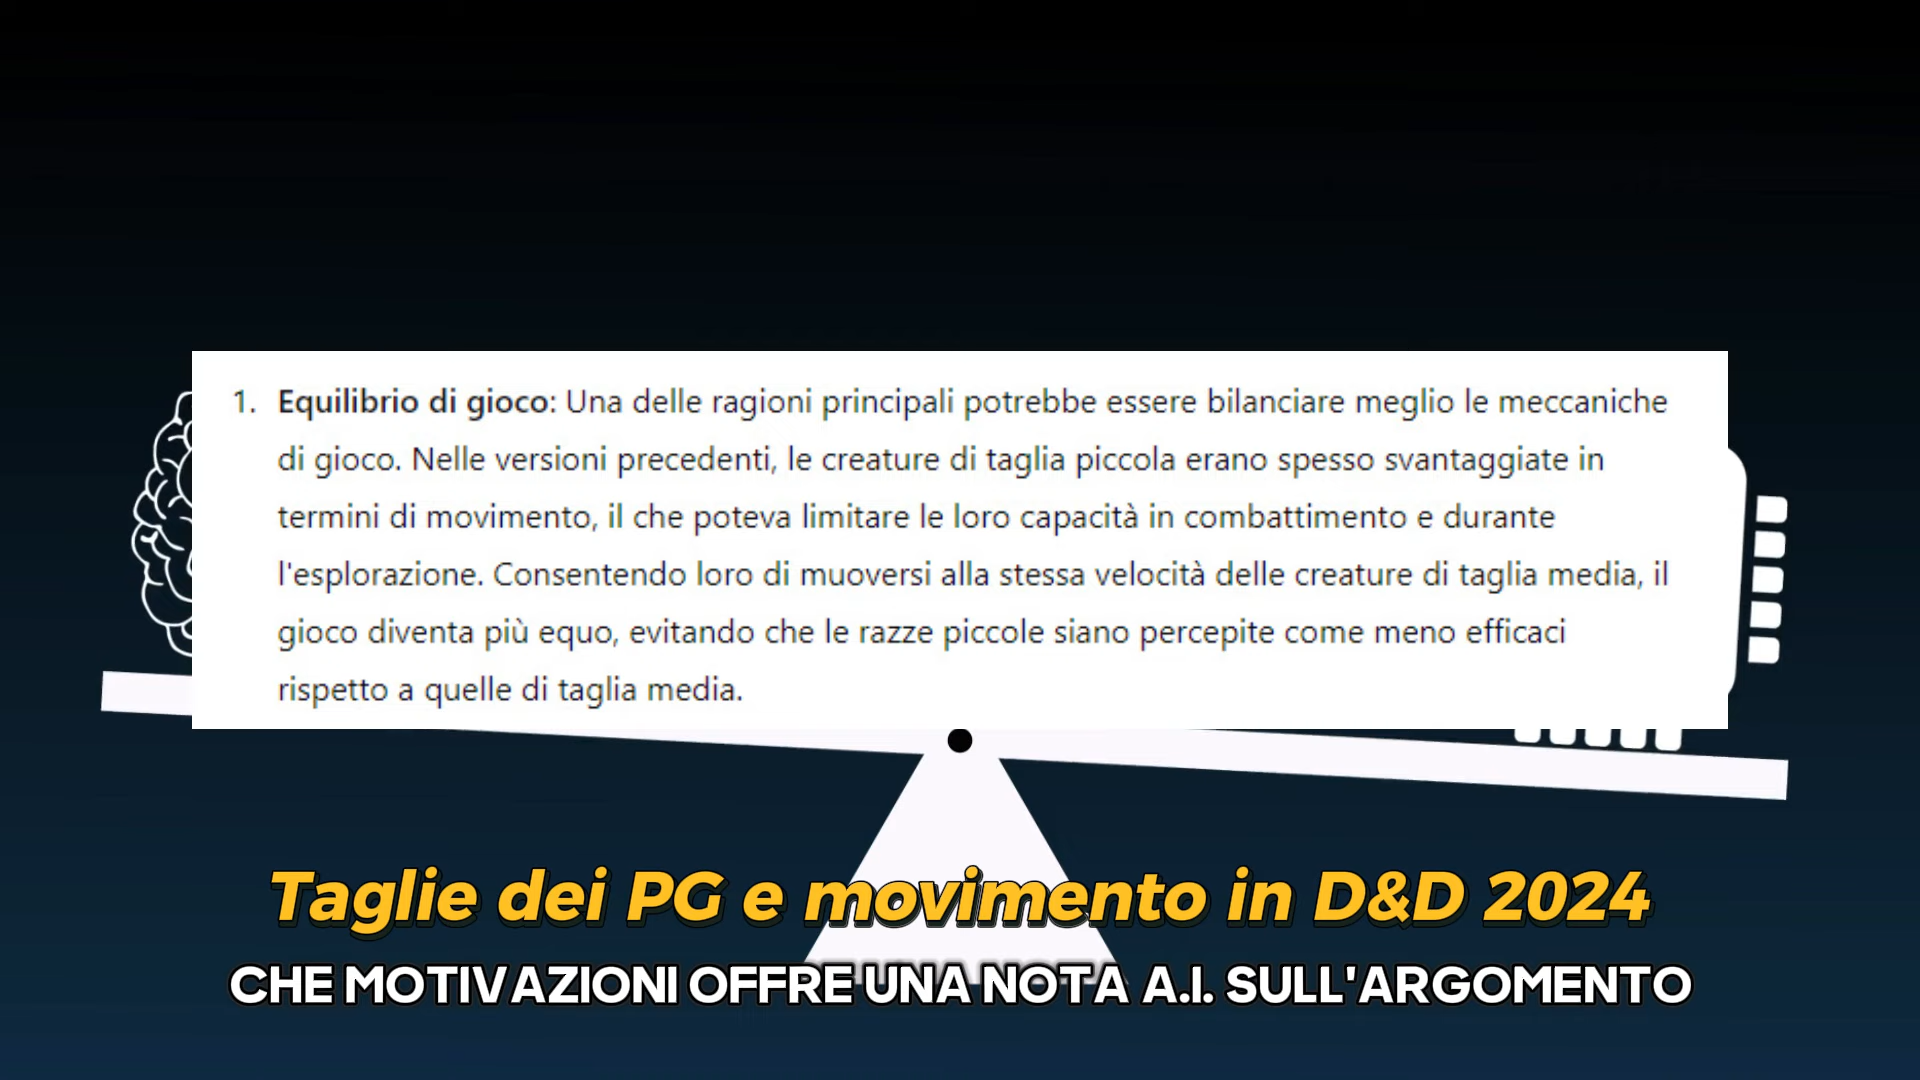 1. Equilibrio di gioco: Una delle ragioni principali potrebbe essere bilanciare meglio le meccaniche
di gioco. Nelle versioni precedenti, le creature di taglia piccola erano spesso svantaggiate in
termini di movimento, il che poteva limitare le loro capacità in combattimento e durante
l'esplorazione. Consentendo loro di muoversi alla stessa velocità delle creature di taglia media, il
gioco diventa più equo, evitando che le razze piccole siano percepite come meno efficaci
rispetto a quelle di taglia media.
Taglie dei PG e movimento in D&D 2024
CHE MOTIVAZIONI OFFRE UNA NOTA A.I. SULL'ARGOMENTO